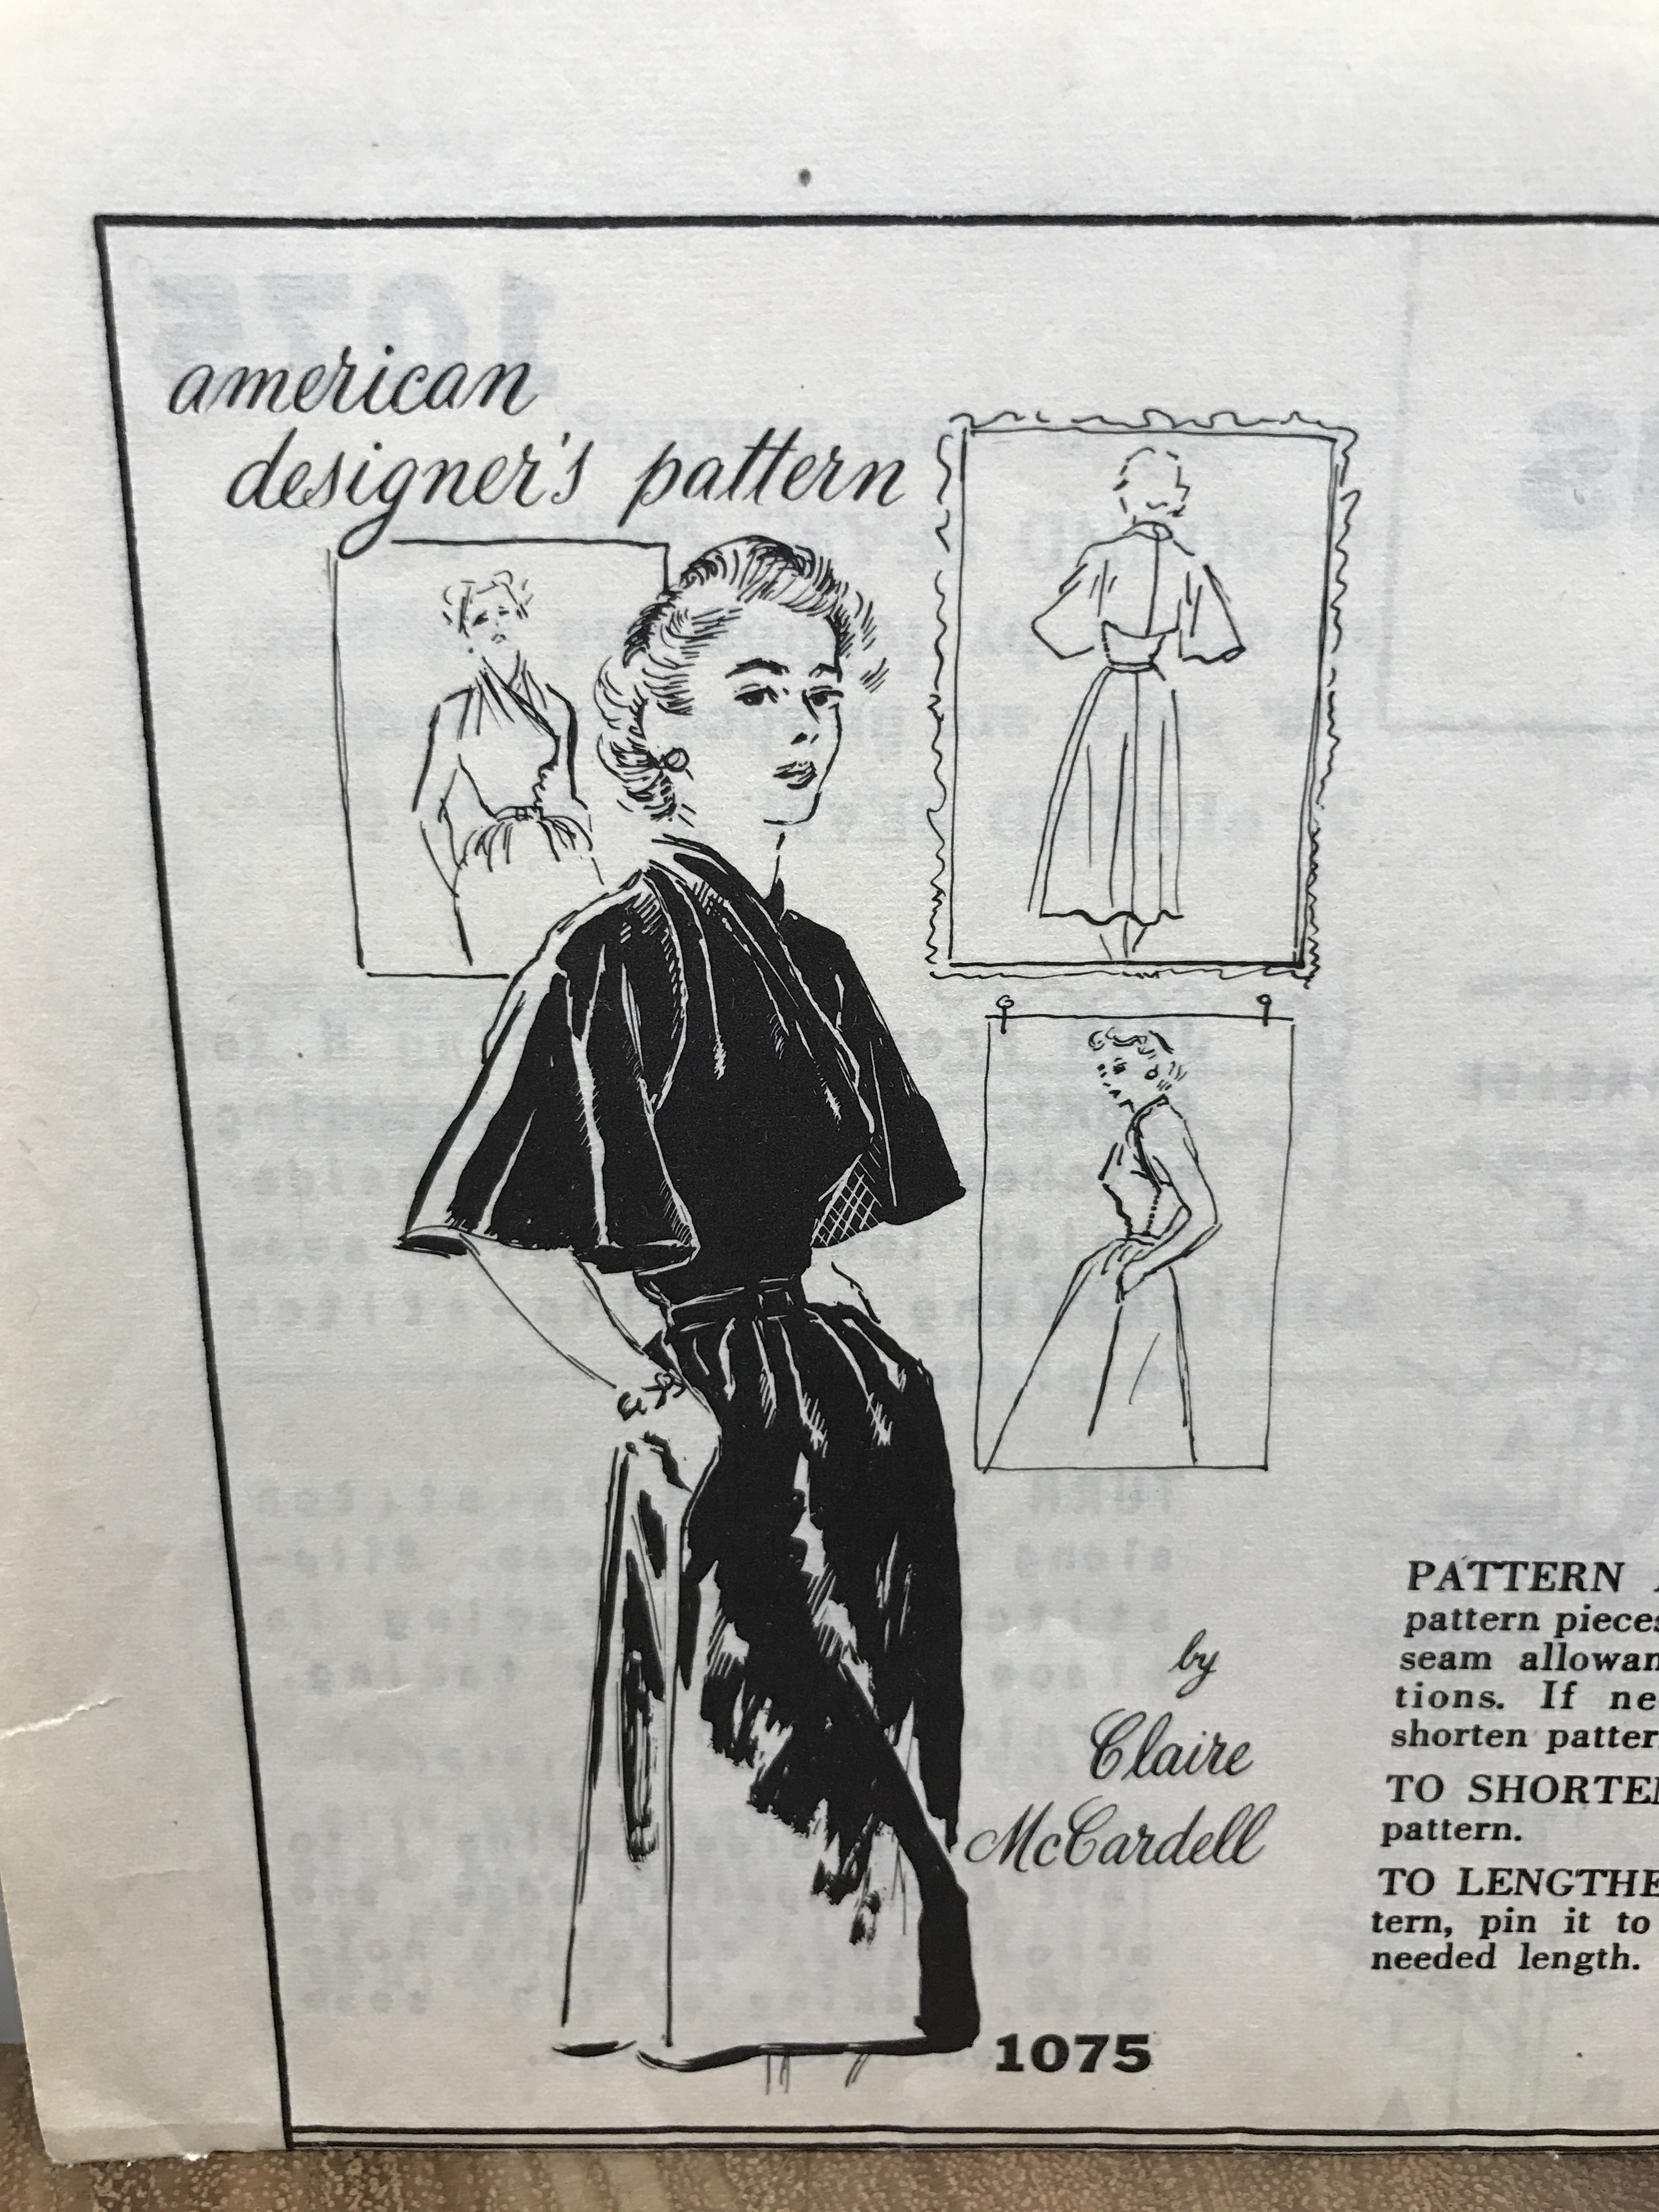 american
designer's pattern
by
Claire
McCardell
1075
PATTERN
pattern pieces
seam allowan
tions. If ne
shorten patter
TO SHORTEN
pattern.
TO LENGTHE
tern, pin it to
needed length.